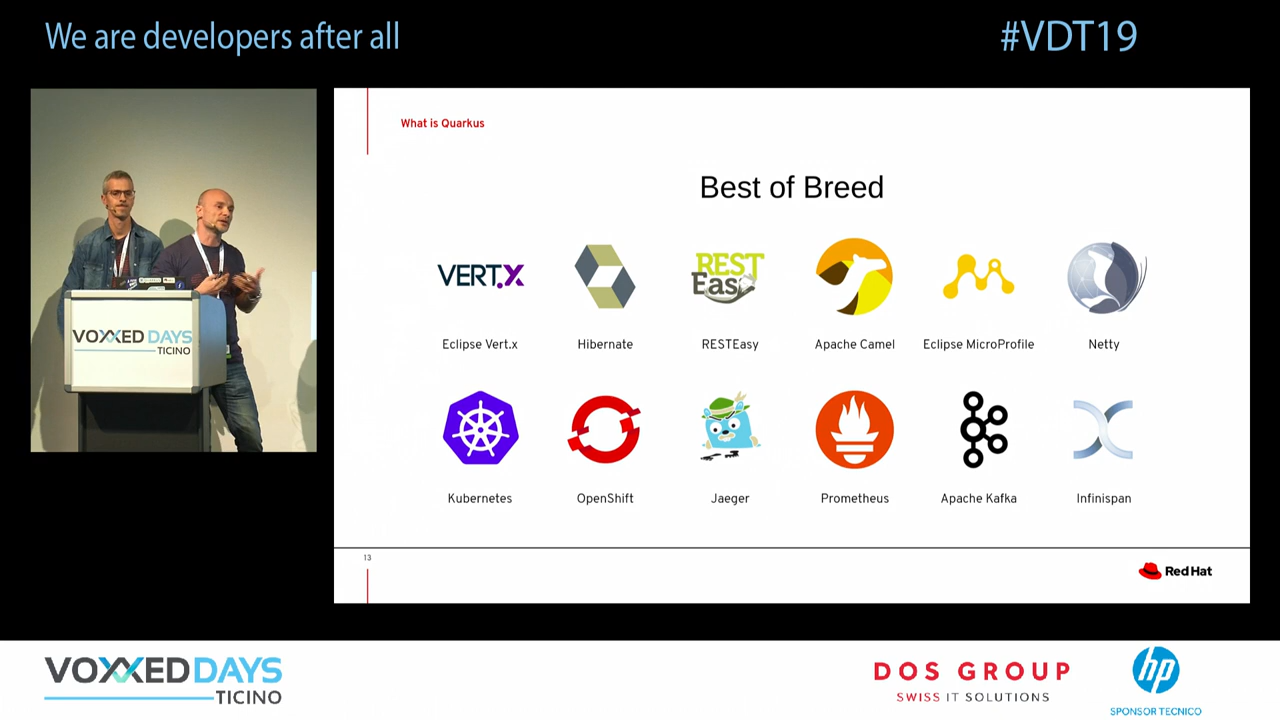 We are developers after all
#VDT19
VOXXED DAYS
TICINO
What is Quarkus
Best of Breed
VERT.X
REST
Easy
Eclipse Vert.x
Hibernate
RESTEasy
Apache Camel
Eclipse MicroProfile
Netty
Kubernetes
OpenShift
Jaeger
Prometheus
Apache Kafka
Infinispan
13
Red Hat
VOXXED DAYS
TICINO
DOS GROUP
SWISS IT SOLUTIONS
hp
SPONSOR TECNICO